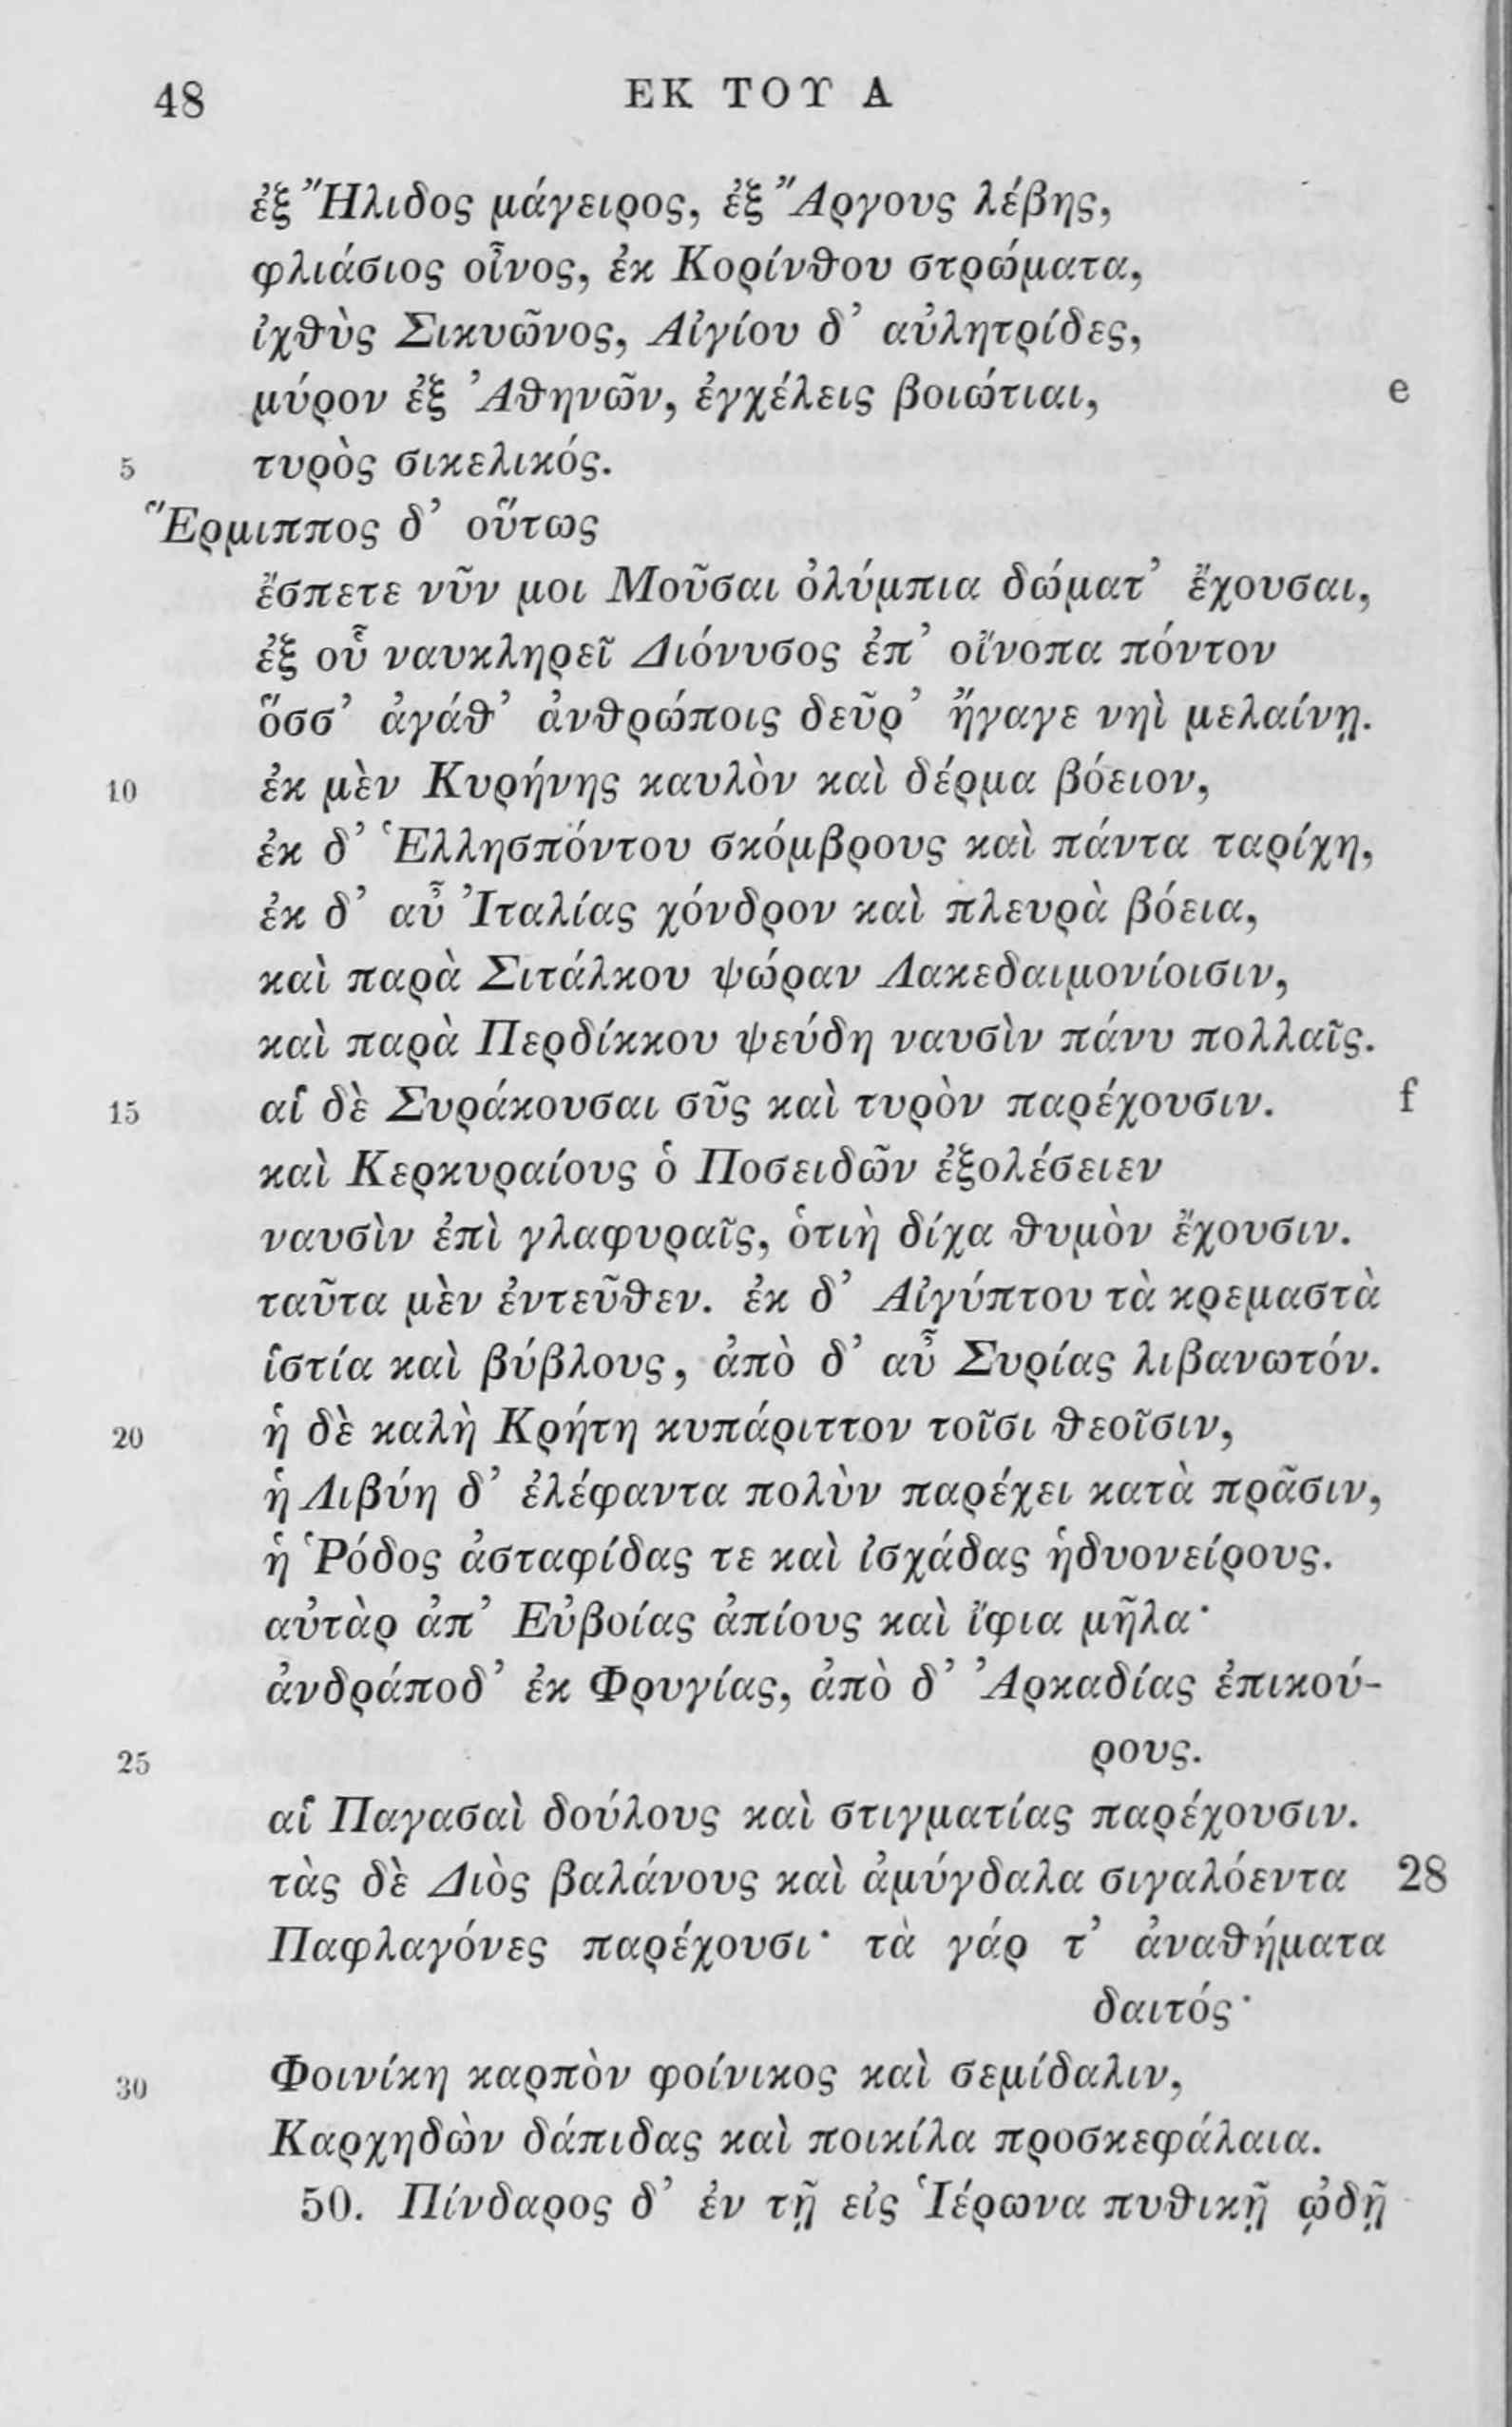 48 ΕΚ ΤΟΥ Α
ἐξ Ἤλιδος μάγειρος, ἐξ Ἄργους λέβης,
φλιάσιος οἶνος, ἐκ Κορίνθου στρώματα,
ἰχθὺς Σικυῶνος, Αἰγίου δ' αὐλητρίδες,
μύρον ἐξ Ἀθηνῶν, ἐγχέλεις βοιώτιαι, e
5 τυρὸς σικελικός.
Ἕρμιππος δ' οὕτως
ἔσπετε νῦν μοι Μοῦσαι ὀλύμπια δώματ' ἔχουσαι,
ἐξ οὗ ναυκληρεῖ Διόνυσος ἐπ' οἴνοπα πόντον
ὅσσ' ἀγάθ' ἀνθρώποις δεῦρ' ἤγαγε νηὶ μελαίνῃ.
10 ἐκ μὲν Κυρήνης καυλὸν καὶ δέρμα βόειον,
ἐκ δ' Ἑλλησπόντου σκόμβρους καὶ πάντα ταρίχη,
ἐκ δ' αὖ Ἰταλίας χόνδρον καὶ πλευρὰ βόεια,
καὶ παρὰ Σιτάλκου ψώραν Λακεδαιμονίοισιν,
καὶ παρὰ Περδίκκου ψεύδη ναυσὶν πάνυ πολλαῖς.
15 αἱ δὲ Συράκουσαι σῦς καὶ τυρὸν παρέχουσιν. f
καὶ Κερκυραίους ὁ Ποσειδῶν ἐξολέσειεν
ναυσὶν ἐπὶ γλαφυραῖς, ὁτιὴ δίχα θυμὸν ἔχουσιν.
ταῦτα μὲν ἐντεῦθεν. ἐκ δ' Αἰγύπτου τὰ κρεμαστὰ
ἱστία καὶ βύβλους, ἀπὸ δ' αὖ Συρίας λιβανωτόν.
20 ἡ δὲ καλὴ Κρήτη κυπάριττον τοῖσι θεοῖσιν,
ἡ Λιβύη δ' ἐλέφαντα πολὺν παρέχει κατὰ πρᾶσιν,
ἡ Ῥόδος ἀσταφίδας τε καὶ ἰσχάδας ἡδυονείρους.
αὐτὰρ ἀπ' Εὐβοίας ἀπίους καὶ ἴφια μῆλα·
ἀνδράποδ' ἐκ Φρυγίας, ἀπὸ δ' Ἀρκαδίας ἐπικού-
25 ρους.
αἱ Παγασαὶ δούλους καὶ στιγματίας παρέχουσιν.
τὰς δὲ Διὸς βαλάνους καὶ ἀμύγδαλα σιγαλόεντα 28
Παφλαγόνες παρέχουσι· τὰ γάρ τ' ἀναθήματα
δαιτός·
30 Φοινίκη καρπὸν φοίνικος καὶ σεμίδαλιν,
Καρχηδὼν δάπιδας καὶ ποικίλα προσκεφάλαια.
50. Πίνδαρος δ' ἐν τῇ εἰς Ἱέρωνα πυθικῇ ᾠδῇ